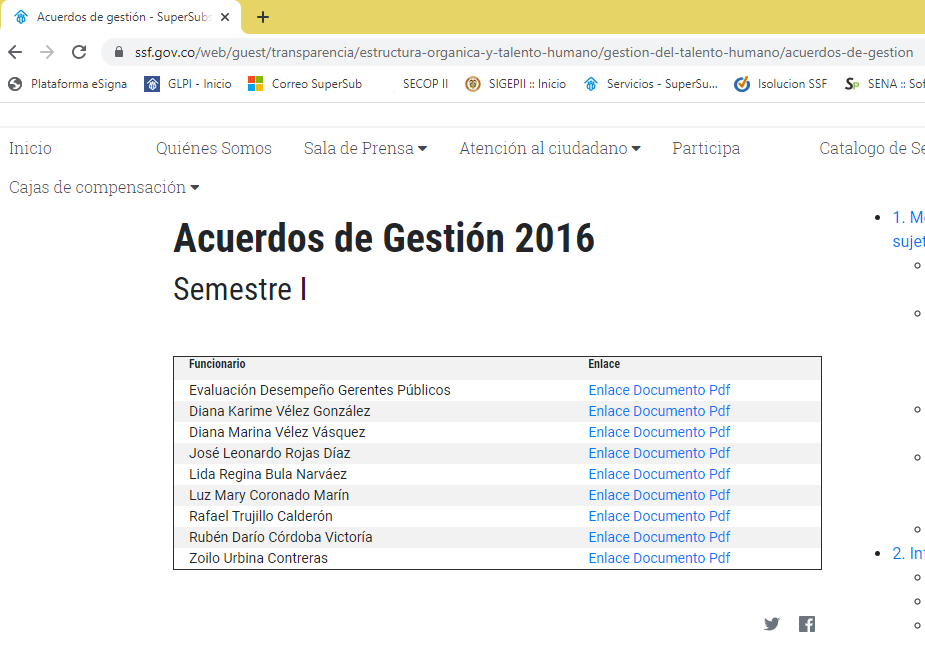 Acuerdos de gestión - SuperSubs
ssf.gov.co/web/guest/transparencia/estructura-organica-y-talento-humano/gestion-del-talento-humano/acuerdos-de-gestion
Plataforma eSigna GLPI - Inicio Correo SuperSub SECOP II SIGEPII :: Inicio Servicios - SuperSu... Isolucion SSF SENA :: Sof
Inicio Quiénes Somos Sala de Prensa Atención al ciudadano Participa Catalogo de Se
Cajas de compensación
Acuerdos de Gestión 2016
Semestre I
Funcionario Enlace
Evaluación Desempeño Gerentes Públicos Enlace Documento Pdf
Diana Karime Vélez González Enlace Documento Pdf
Diana Marina Vélez Vásquez Enlace Documento Pdf
José Leonardo Rojas Díaz Enlace Documento Pdf
Lida Regina Bula Narváez Enlace Documento Pdf
Luz Mary Coronado Marín Enlace Documento Pdf
Rafael Trujillo Calderón Enlace Documento Pdf
Rubén Darío Córdoba Victoría Enlace Documento Pdf
Zoilo Urbina Contreras Enlace Documento Pdf
1. M
sujet
2. In